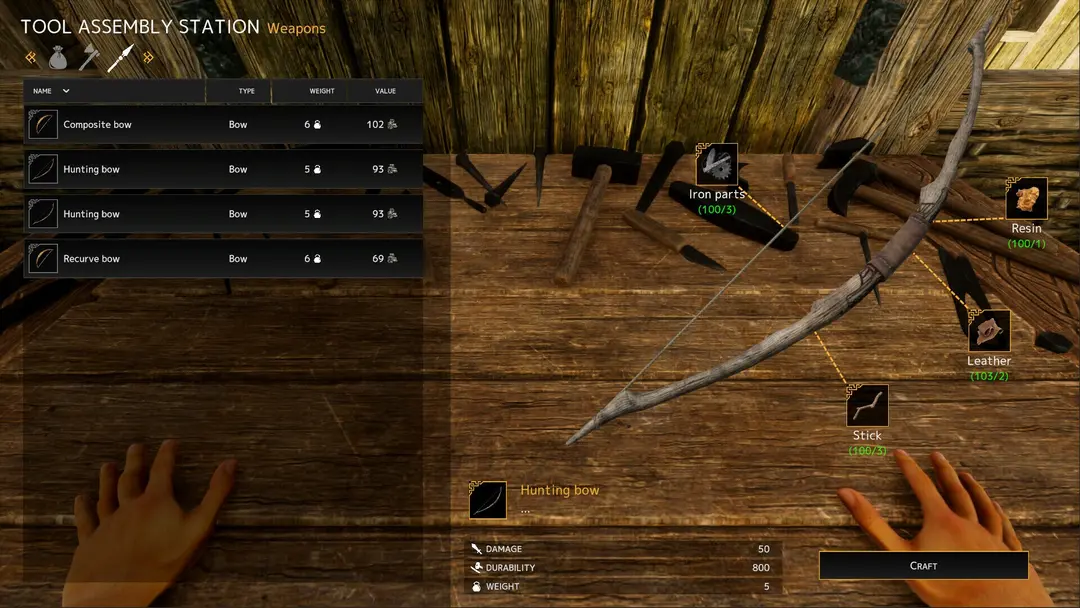 TOOL ASSEMBLY STATION Weapons
NAME TYPE WEIGHT VALUE
Composite bow Bow 6 102
Hunting bow Bow 5 93
Hunting bow Bow 5 93
Recurve bow Bow 6 69
Iron parts
(100/3)
Resin
(100/1)
Leather
(103/2)
Stick
(100/3)
Hunting bow
...
DAMAGE 50
DURABILITY 800
WEIGHT 5
CRAFT